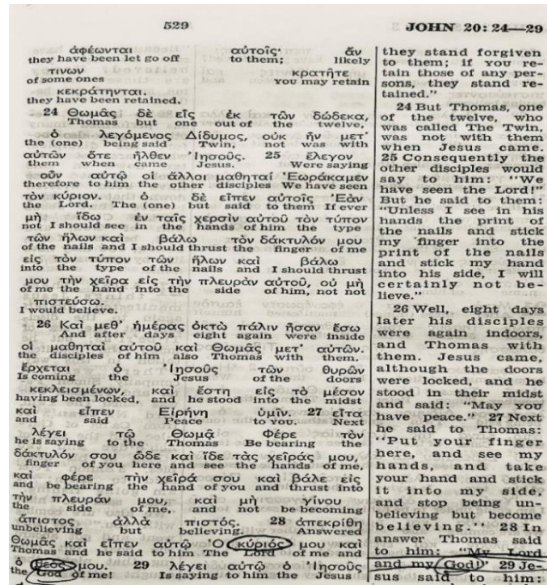 529
JOHN 20:24—29
ἀφέωνται αὐτοῖς· ἄν
they have been let go off to them; likely
τινων κρατῆτε
of some ones you may retain
κεκράτηνται.
they have been retained.
24 Θωμᾶς δὲ εἷς ἐκ τῶν δώδεκα,
Thomas but one out of the twelve,
ὁ λεγόμενος Δίδυμος, οὐκ ἦν μετ'
the (one) being said Twin, not was with
αὐτῶν ὅτε ἦλθεν Ἰησοῦς. 25 ἔλεγον
them when came Jesus. Were saying
οὖν αὐτῷ οἱ ἄλλοι μαθηταί Ἑωράκαμεν
therefore to him the other disciples We have seen
τὸν κύριον. ὁ δὲ εἶπεν αὐτοῖς Ἐὰν
the Lord. The (one) but said to them If ever
μὴ ἴδω ἐν ταῖς χερσὶν αὐτοῦ τὸν τύπον
not I should see in the hands of him the type
τῶν ἥλων καὶ βάλω τὸν δάκτυλόν μου
of the nails and I should thrust the finger of me
εἰς τὸν τύπον τῶν ἥλων καὶ βάλω
into the type of the nails and I should thrust
μου τὴν χεῖρα εἰς τὴν πλευρὰν αὐτοῦ, οὐ μὴ
of me the hand into the side of him, not not
πιστεύσω.
I would believe.
26 Καὶ μεθ' ἡμέρας ὀκτὼ πάλιν ἦσαν ἔσω
And after days eight again were inside
οἱ μαθηταὶ αὐτοῦ καὶ Θωμᾶς μετ' αὐτῶν.
the disciples of him also Thomas with them.
ἔρχεται ὁ Ἰησοῦς τῶν θυρῶν
Is coming the Jesus of the doors
κεκλεισμένων, καὶ ἔστη εἰς τὸ μέσον
having been locked, and he stood into the midst
καὶ εἶπεν Εἰρήνη ὑμῖν. 27 εἶτα
and said Peace to you. Next
λέγει τῷ Θωμᾷ Φέρε τὸν
he is saying to the Thomas Be bearing the
δάκτυλόν σου ὧδε καὶ ἴδε τὰς χεῖράς μου,
finger of you here and see the hands of me,
καὶ φέρε τὴν χεῖρά σου καὶ βάλε εἰς
and be bearing the hand of you and thrust into
τὴν πλευράν μου, καὶ μὴ γίνου
the side of me, and not be becoming
ἄπιστος ἀλλὰ πιστός. 28 ἀπεκρίθη
unbelieving but believing. Answered
Θωμᾶς καὶ εἶπεν αὐτῷ Ὁ κύριός μου καὶ
Thomas and he said to him The Lord of me and
ὁ θεός μου. 29 λέγει αὐτῷ ὁ Ἰησοῦς
the God of me! Is saying to him the Jesus
they stand forgiven
to them; if you re-
tain those of any per-
sons, they stand re-
tained."
24 But Thomas, one
of the twelve, who
was called The Twin,
was not with them
when Jesus came.
25 Consequently the
other disciples would
say to him: "We
have seen the Lord!"
But he said to them:
"Unless I see in his
hands the print of
the nails and stick
my finger into the
print of the nails
and stick my hand
into his side, I will
certainly not be-
lieve."
26 Well, eight days
later his disciples
were again indoors,
and Thomas with
them. Jesus came,
although the doors
were locked, and he
stood in their midst
and said: "May you
have peace." 27 Next
he said to Thomas:
"Put your finger
here, and see my
hands, and take
your hand and stick
it into my side,
and stop being un-
believing but become
believing." 28 In
answer Thomas said
to him: "My Lord
and my God!" 29 Je-
sus said to him: